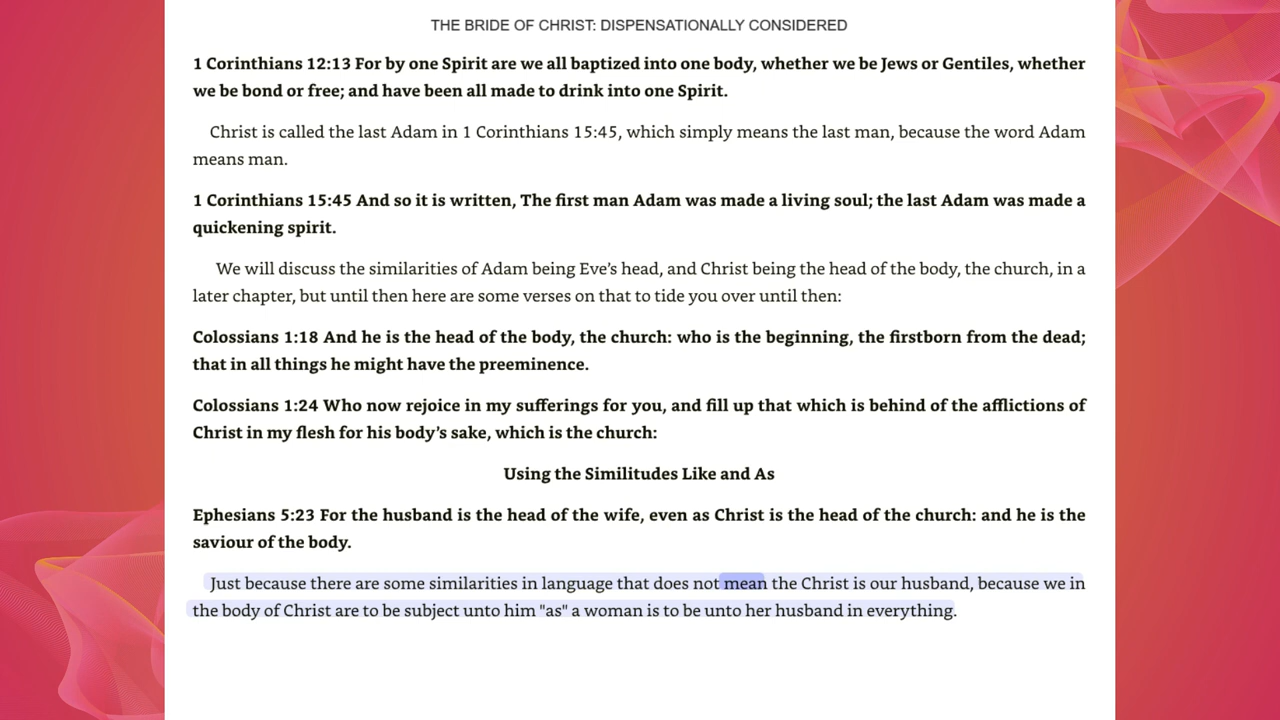 THE BRIDE OF CHRIST: DISPENSATIONALLY CONSIDERED
1 Corinthians 12:13 For by one Spirit are we all baptized into one body, whether we be Jews or Gentiles, whether
we be bond or free; and have been all made to drink into one Spirit.
Christ is called the last Adam in 1 Corinthians 15:45, which simply means the last man, because the word Adam
means man.
1 Corinthians 15:45 And so it is written, The first man Adam was made a living soul; the last Adam was made a
quickening spirit.
We will discuss the similarities of Adam being Eve’s head, and Christ being the head of the body, the church, in a
later chapter, but until then here are some verses on that to tide you over until then:
Colossians 1:18 And he is the head of the body, the church: who is the beginning, the firstborn from the dead;
that in all things he might have the preeminence.
Colossians 1:24 Who now rejoice in my sufferings for you, and fill up that which is behind of the afflictions of
Christ in my flesh for his body’s sake, which is the church:
Using the Similitudes Like and As
Ephesians 5:23 For the husband is the head of the wife, even as Christ is the head of the church: and he is the
saviour of the body.
Just because there are some similarities in language that does not mean the Christ is our husband, because we in
the body of Christ are to be subject unto him "as" a woman is to be unto her husband in everything.